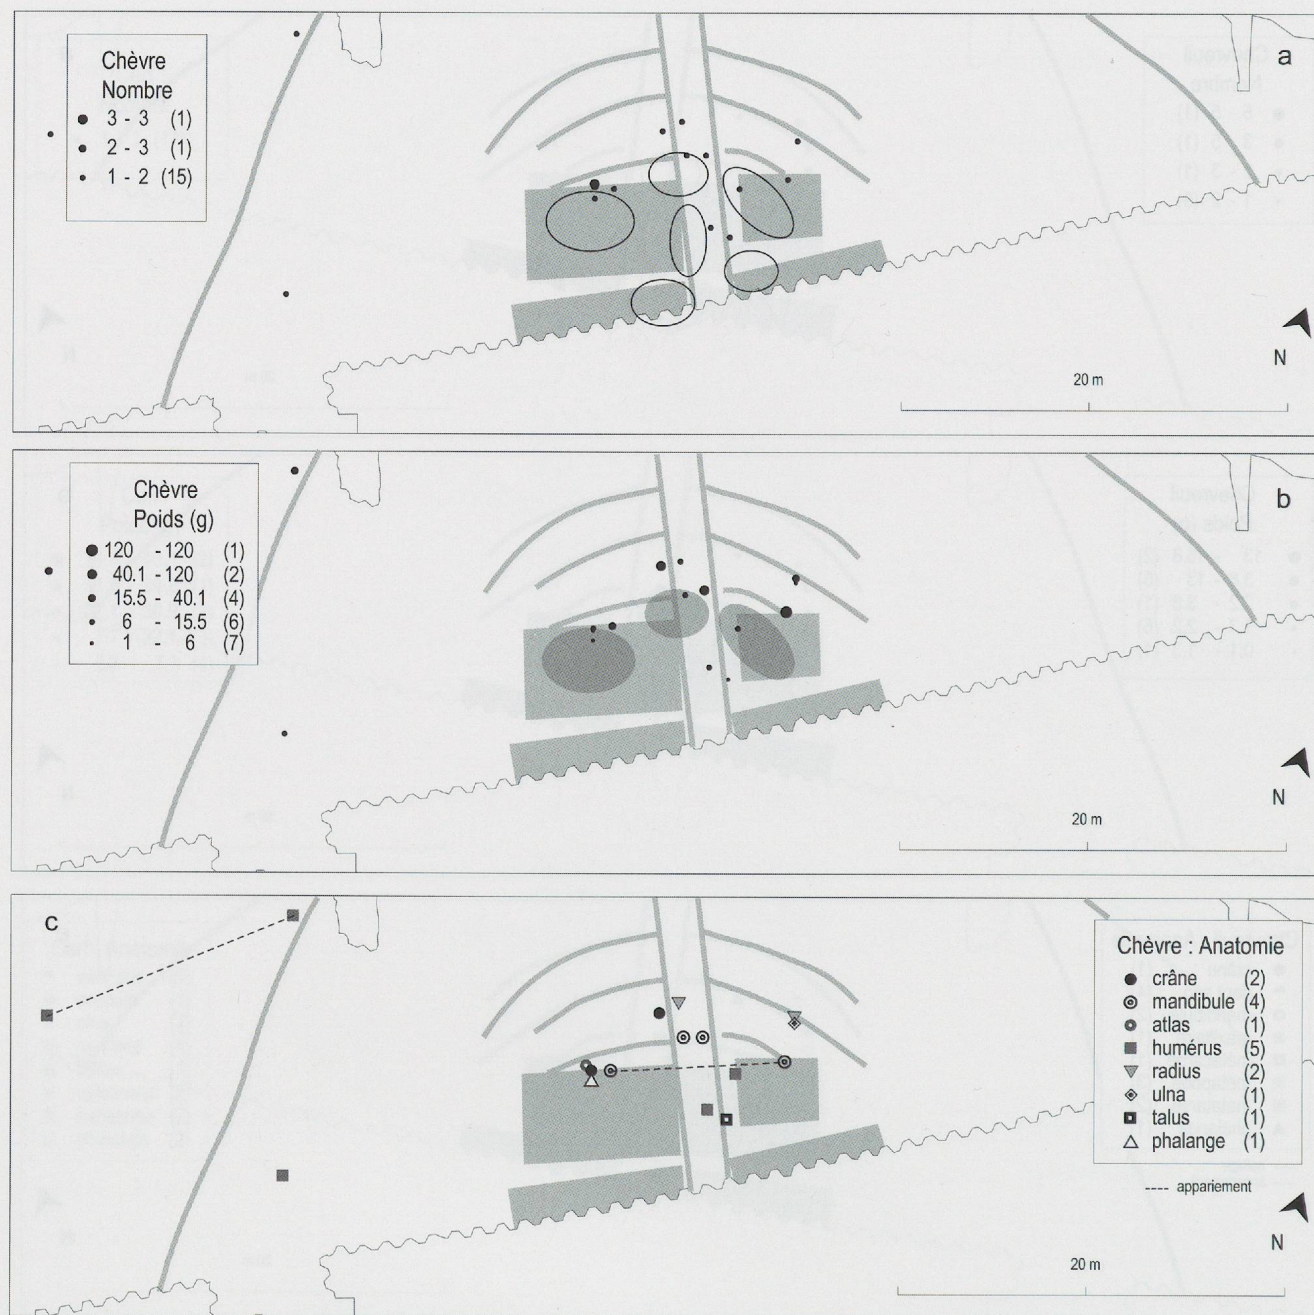 a
Chèvre
Nombre
3 - 3 (1)
2 - 3 (1)
1 - 2 (15)
20 m
N
b
Chèvre
Poids (g)
120 - 120 (1)
40.1 - 120 (2)
15.5 - 40.1 (4)
6 - 15.5 (6)
1 - 6 (7)
20 m
N
c
Chèvre : Anatomie
crâne (2)
mandibule (4)
atlas (1)
humérus (5)
radius (2)
ulna (1)
talus (1)
phalange (1)
---- appariement
20 m
N